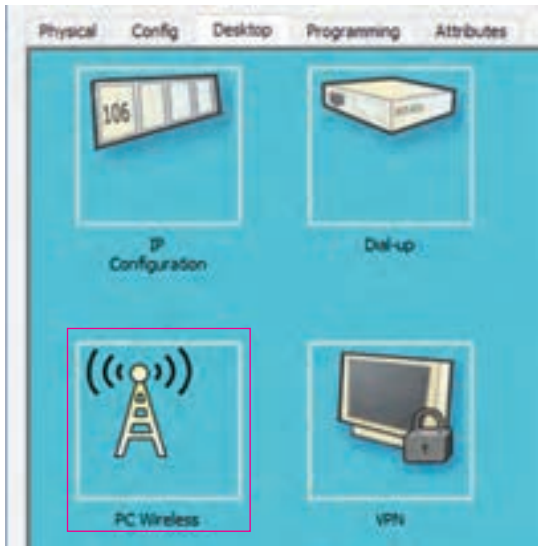 Physical Config Desktop Programming Attributes
106
IP
Configuration
Dial-up
PC Wireless
VPN